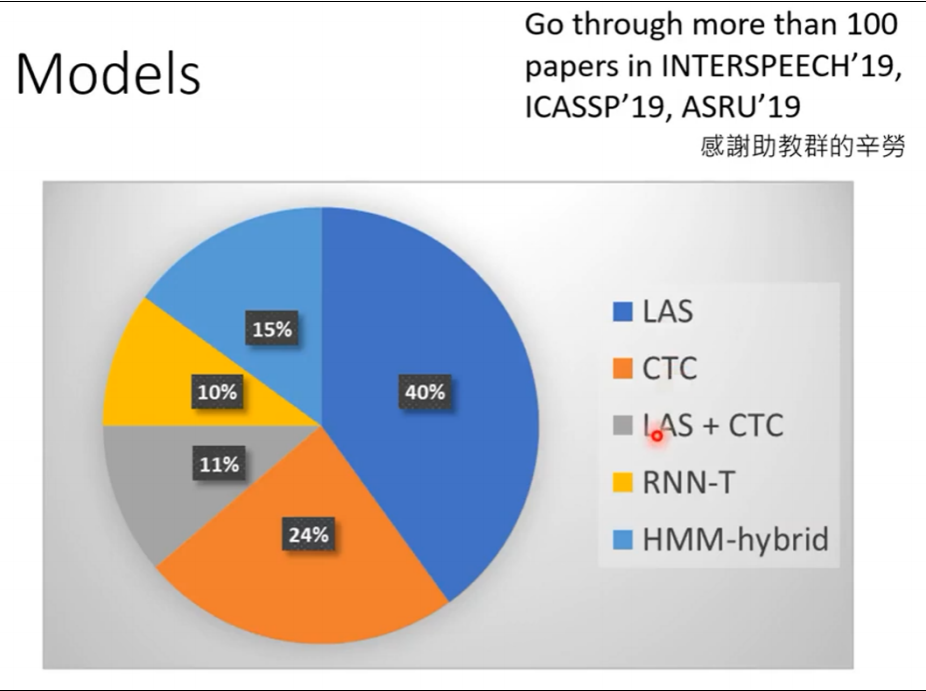 Models
Go through more than 100
papers in INTERSPEECH’19,
ICASSP’19, ASRU’19
感謝助教群的辛勞
15%
40%
10%
11%
24%
LAS
CTC
LAS + CTC
RNN-T
HMM-hybrid